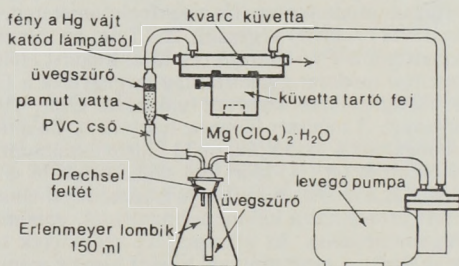 fény a Hg vájt
katód lámpából
kvarc küvetta
üvegszűrő
pamut vatta
PVC cső
küvetta tartó fej
Mg(ClO₄)₂·H₂O
Drechsel
feltét
levegő pumpa
üvegszűrő
Erlenmeyer lombik
150 ml